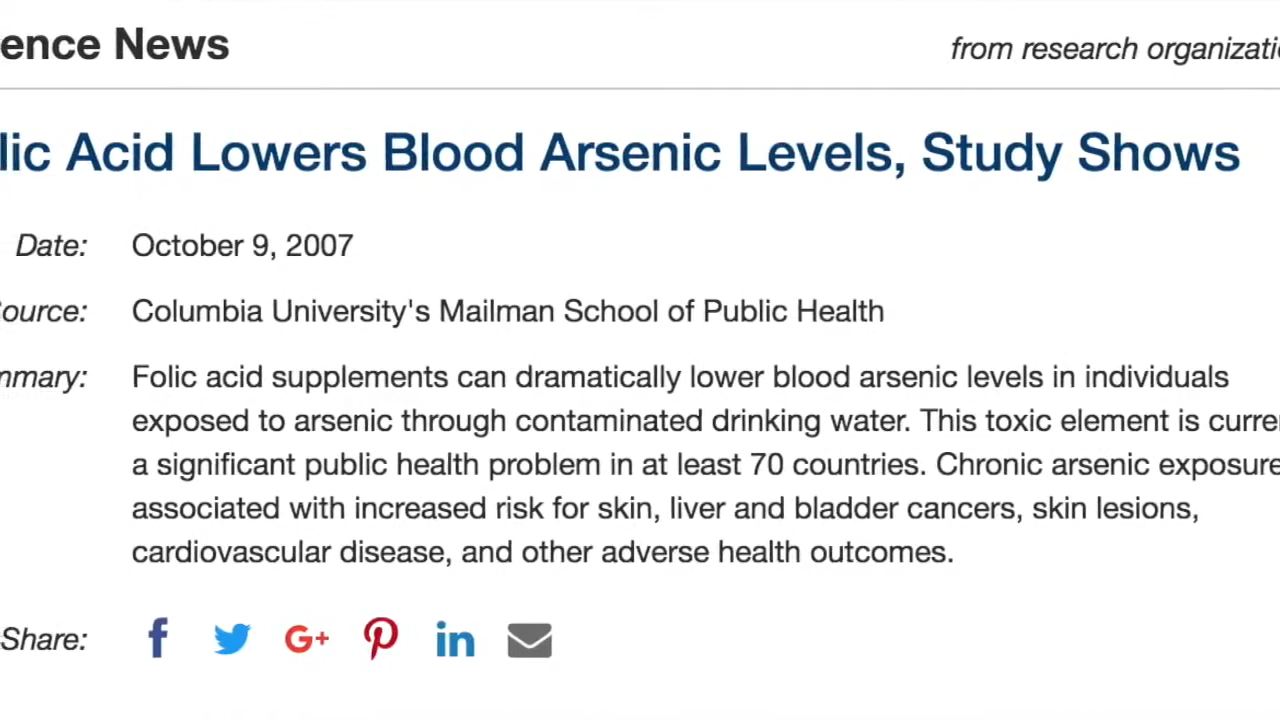 ence News
from research organizati
lic Acid Lowers Blood Arsenic Levels, Study Shows
Date: October 9, 2007
ource: Columbia University's Mailman School of Public Health
mmary: Folic acid supplements can dramatically lower blood arsenic levels in individuals
exposed to arsenic through contaminated drinking water. This toxic element is curre
a significant public health problem in at least 70 countries. Chronic arsenic exposure
associated with increased risk for skin, liver and bladder cancers, skin lesions,
cardiovascular disease, and other adverse health outcomes.
Share: f G+ in